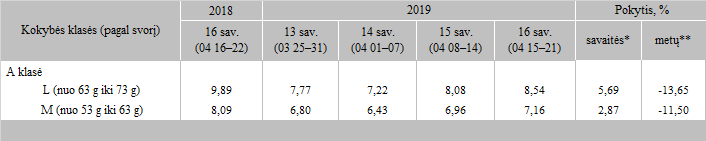 Kokybės klasės (pagal svorį) 2018 2019 Pokytis, %
16 sav. (04 16–22) 13 sav. (03 25–31) 14 sav. (04 01–07) 15 sav. (04 08–14) 16 sav. (04 15–21) savaitės* metų**
A klasė
L (nuo 63 g iki 73 g) 9,89 7,77 7,22 8,08 8,54 5,69 -13,65
M (nuo 53 g iki 63 g) 8,09 6,80 6,43 6,96 7,16 2,87 -11,50